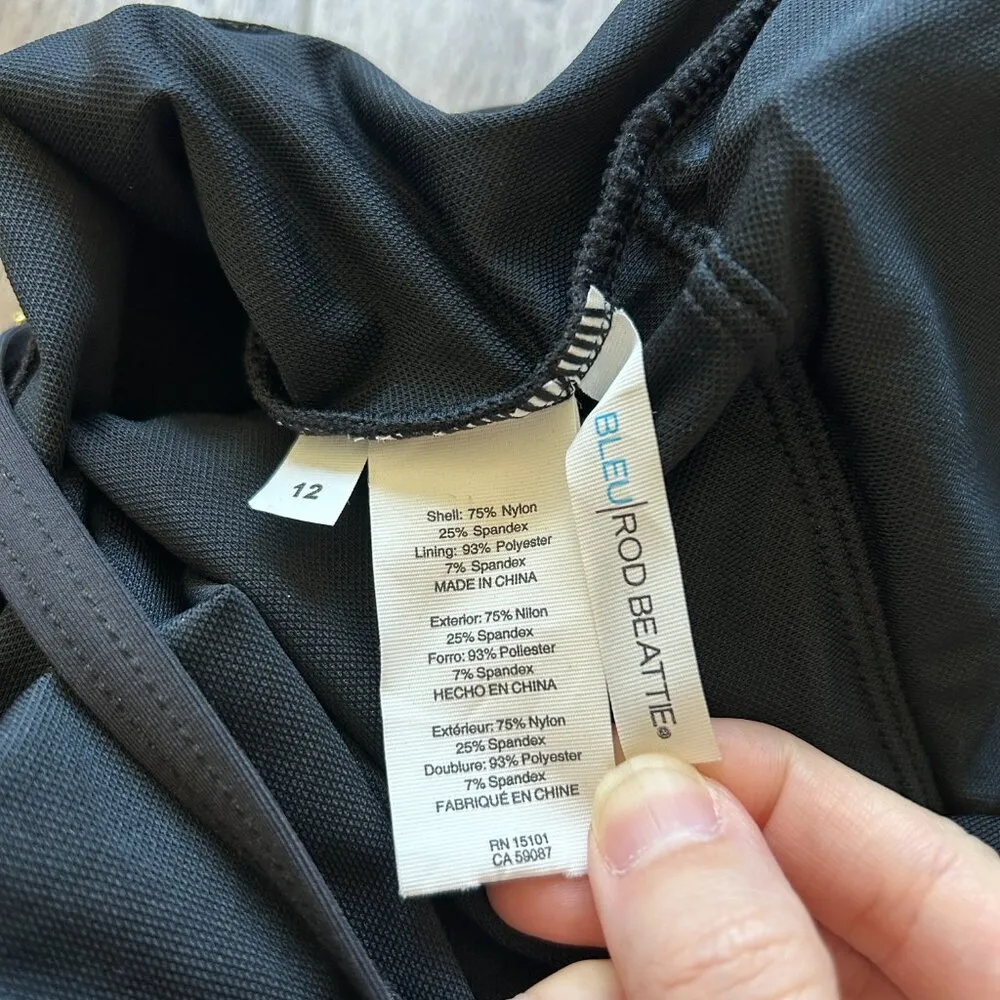 12
Shell: 75% Nylon
25% Spandex
Lining: 93% Polyester
7% Spandex
MADE IN CHINA
Exterior: 75% Nilon
25% Spandex
Forro: 93% Poliester
7% Spandex
HECHO EN CHINA
Extérieur: 75% Nylon
25% Spandex
Doublure: 93% Polyester
7% Spandex
FABRIQUÉ EN CHINE
RN 15101
CA 59087
BLEU|ROD BEATTIE®